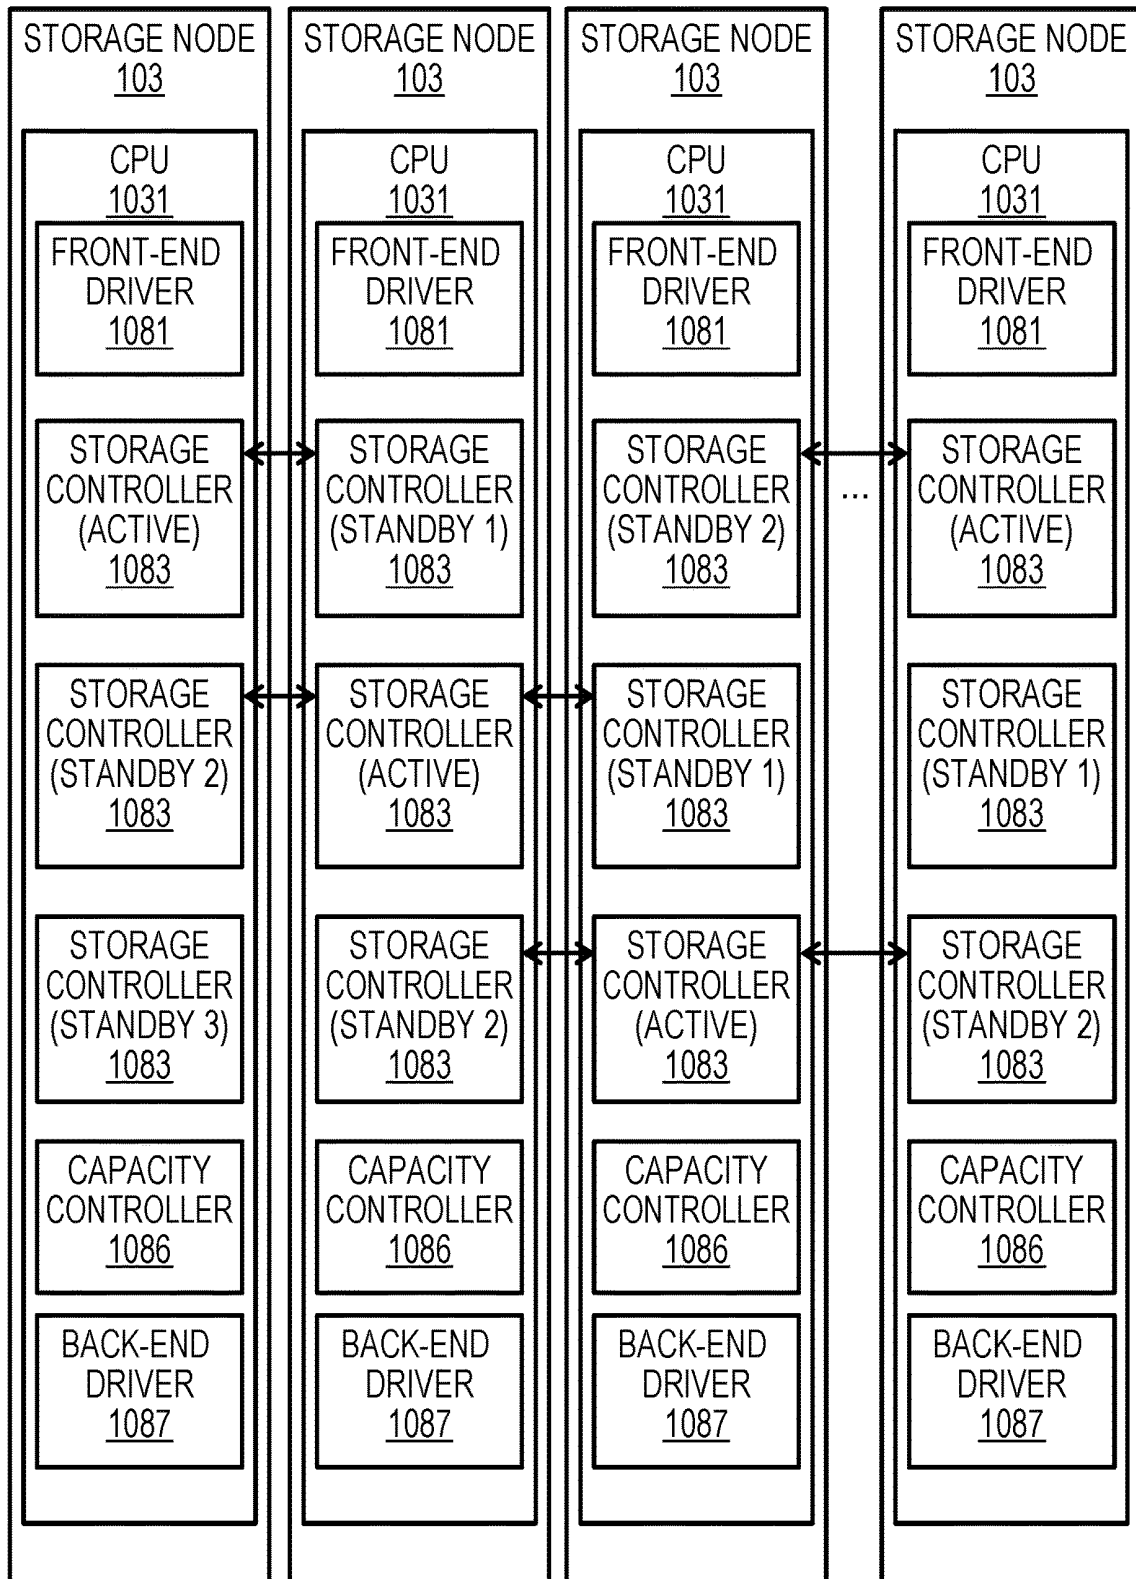 STORAGE NODE
103
CPU
1031
FRONT-END
DRIVER
1081
STORAGE
CONTROLLER
(ACTIVE)
1083
STORAGE
CONTROLLER
(STANDBY 2)
1083
STORAGE
CONTROLLER
(STANDBY 3)
1083
CAPACITY
CONTROLLER
1086
BACK-END
DRIVER
1087
STORAGE NODE
103
CPU
1031
FRONT-END
DRIVER
1081
STORAGE
CONTROLLER
(STANDBY 1)
1083
STORAGE
CONTROLLER
(ACTIVE)
1083
STORAGE
CONTROLLER
(STANDBY 2)
1083
CAPACITY
CONTROLLER
1086
BACK-END
DRIVER
1087
STORAGE NODE
103
CPU
1031
FRONT-END
DRIVER
1081
STORAGE
CONTROLLER
(STANDBY 2)
1083
STORAGE
CONTROLLER
(STANDBY 1)
1083
STORAGE
CONTROLLER
(ACTIVE)
1083
CAPACITY
CONTROLLER
1086
BACK-END
DRIVER
1087
...
STORAGE NODE
103
CPU
1031
FRONT-END
DRIVER
1081
STORAGE
CONTROLLER
(ACTIVE)
1083
STORAGE
CONTROLLER
(STANDBY 1)
1083
STORAGE
CONTROLLER
(STANDBY 2)
1083
CAPACITY
CONTROLLER
1086
BACK-END
DRIVER
1087